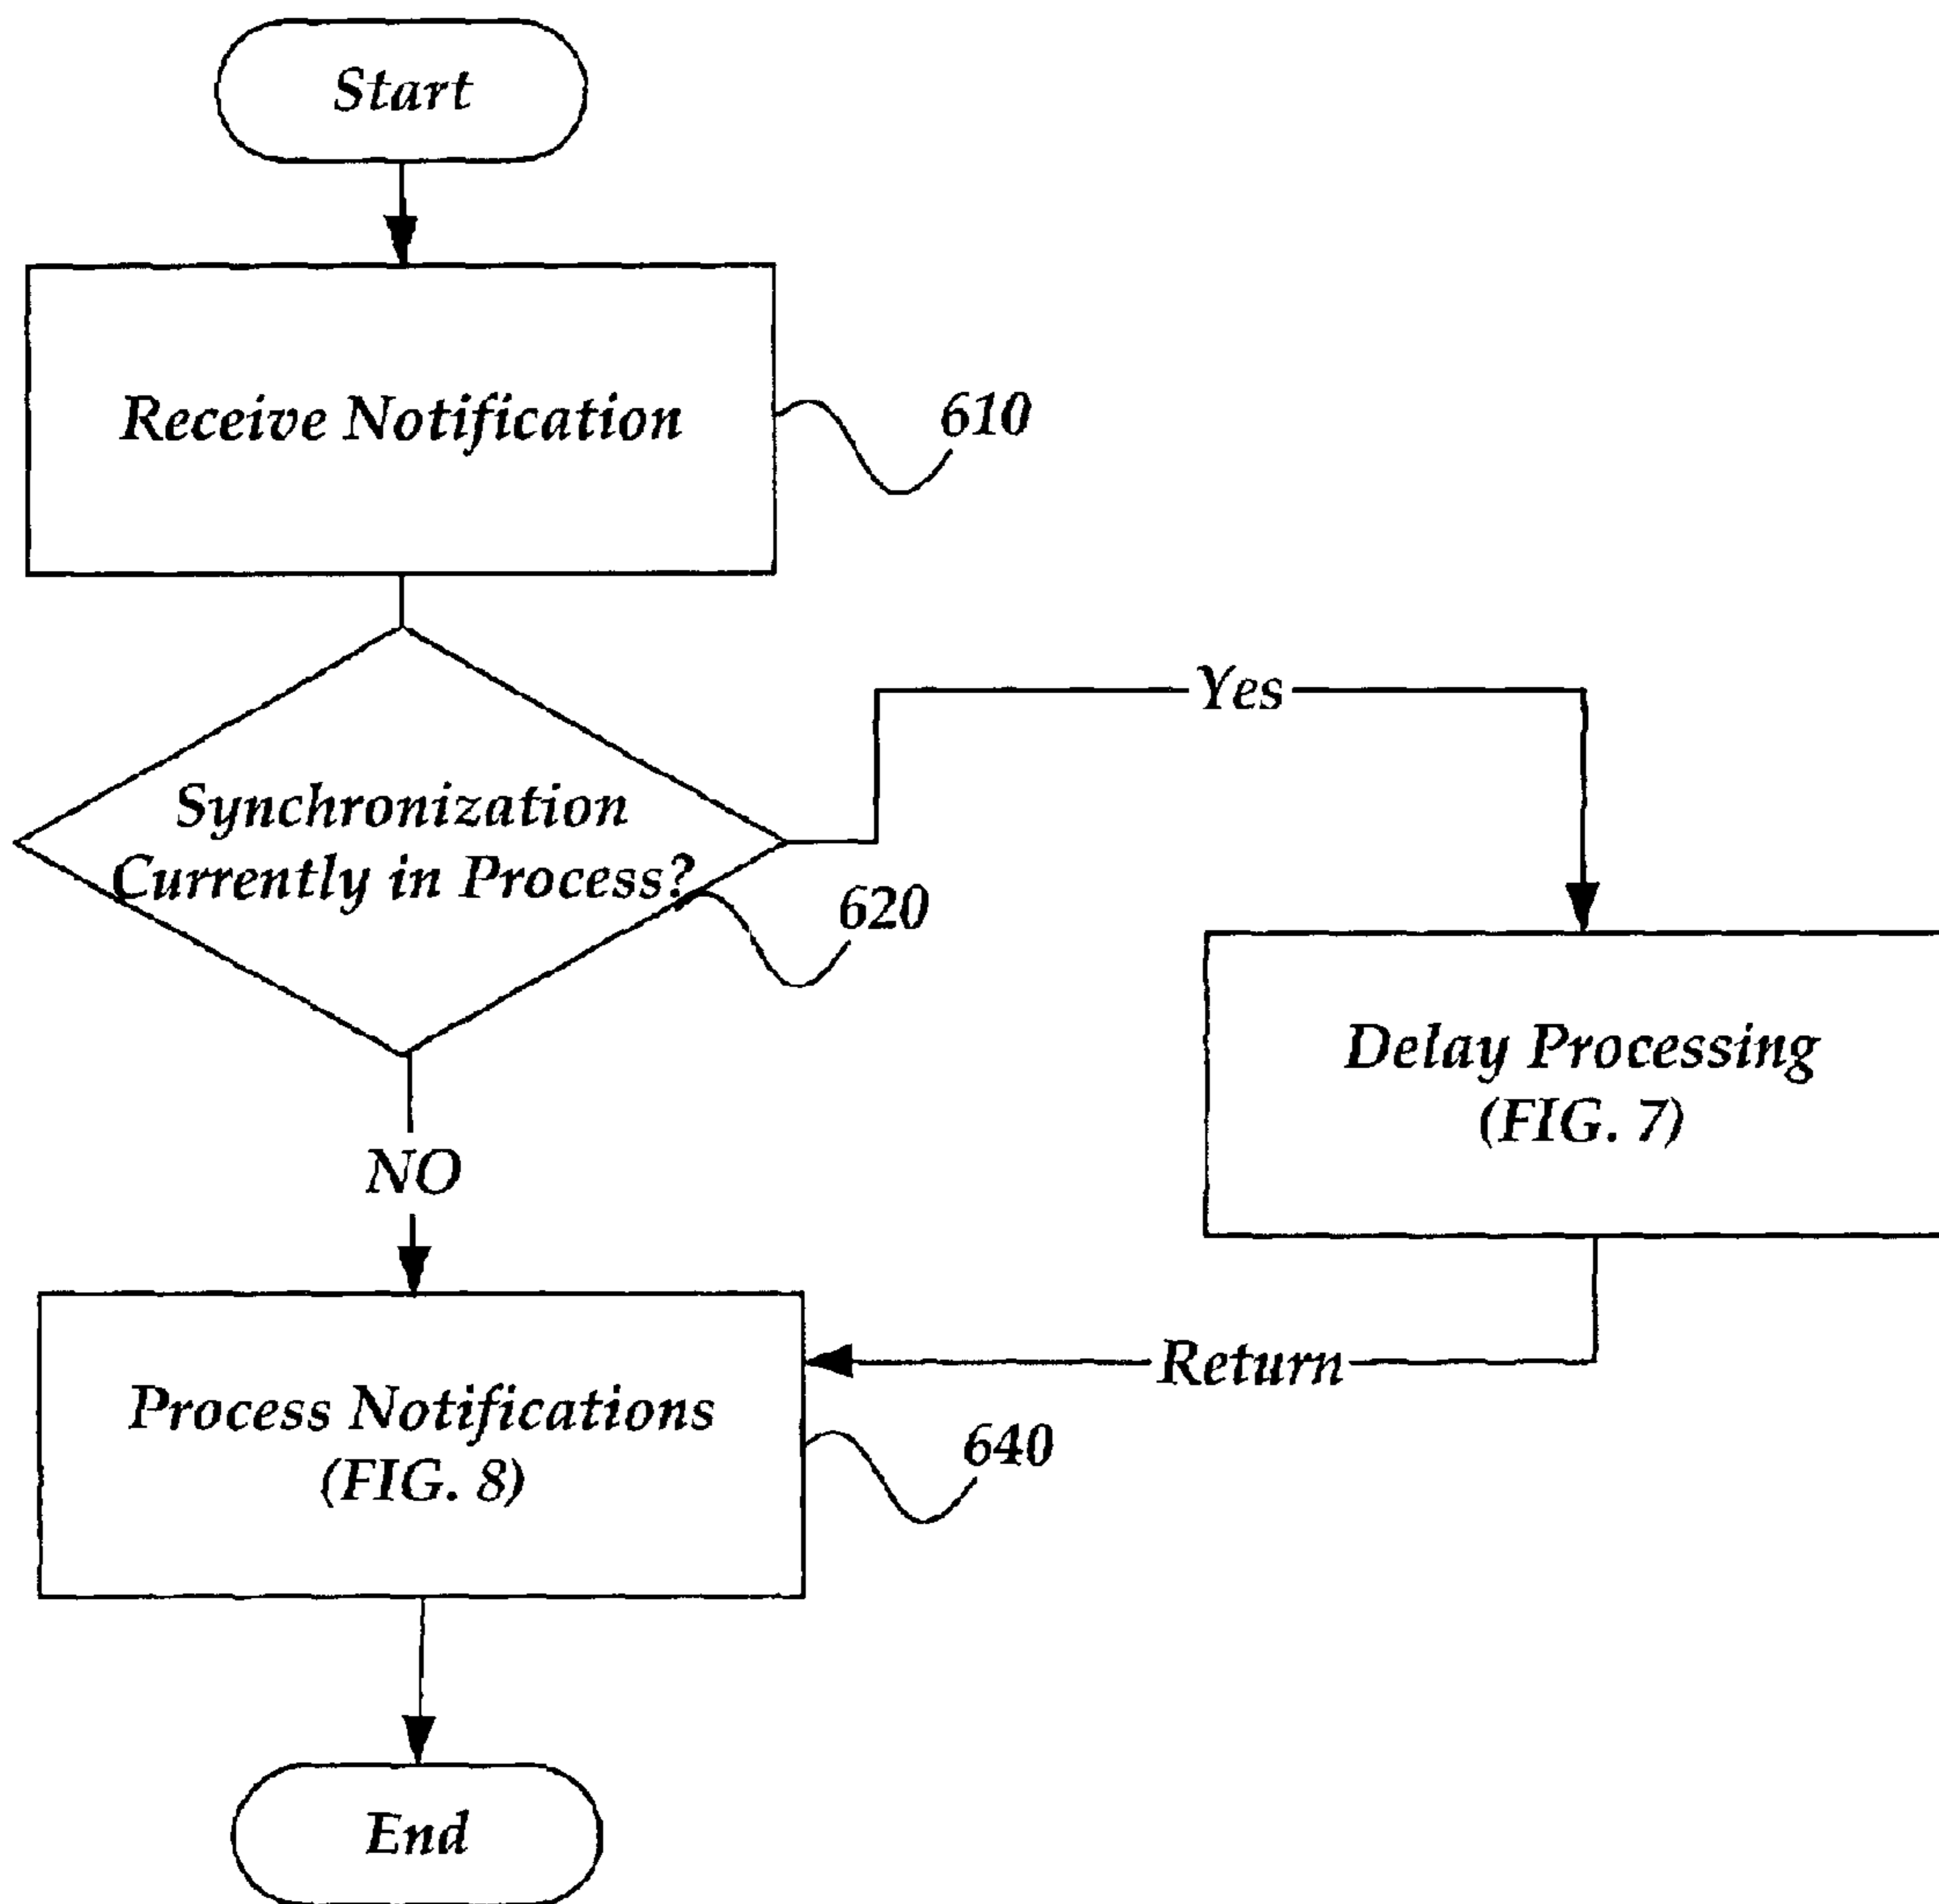 Start
Receive Notification
610
Yes
Synchronization
Currently in Process?
620
Delay Processing
(FIG. 7)
NO
Return
Process Notifications
(FIG. 8)
640
End